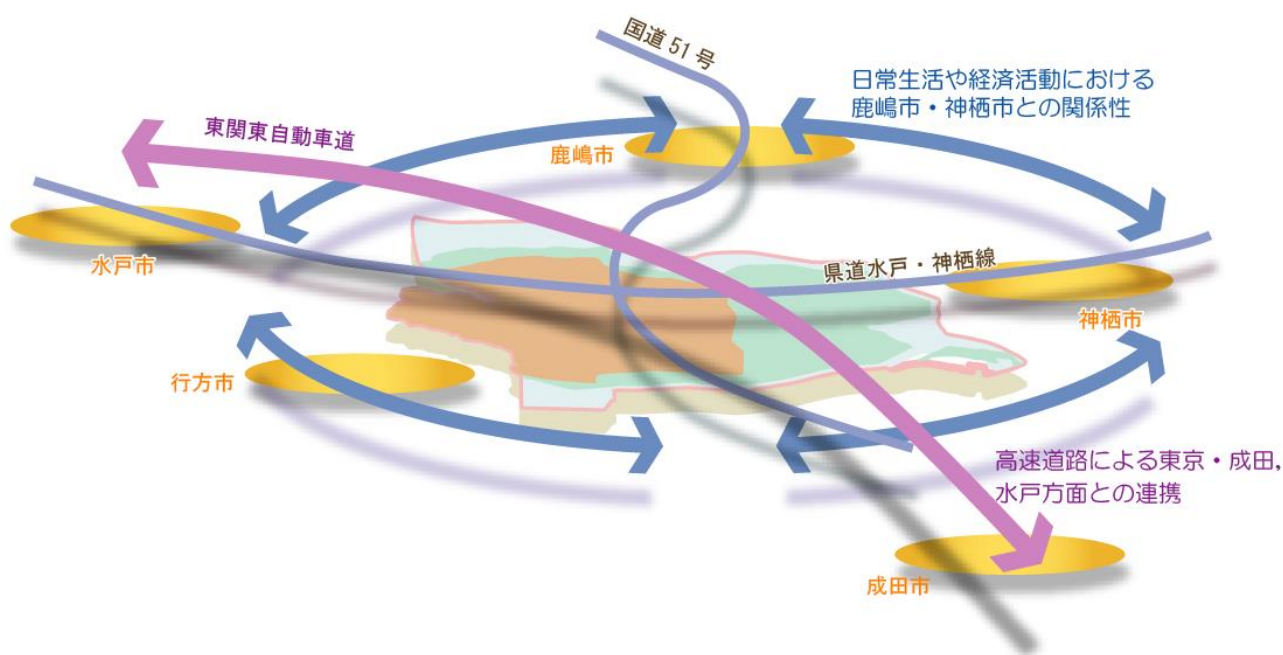 国道51号
日常生活や経済活動における
鹿嶋市・神栖市との関係性
東関東自動車道
鹿嶋市
水戸市
県道水戸・神栖線
神栖市
行方市
高速道路による東京・成田,
水戸方面との連携
成田市